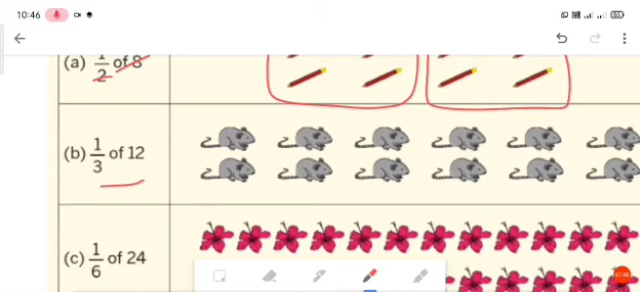 10:46
(a) 1/2 of 8
(b) 1/3 of 12
(c) 1/6 of 24